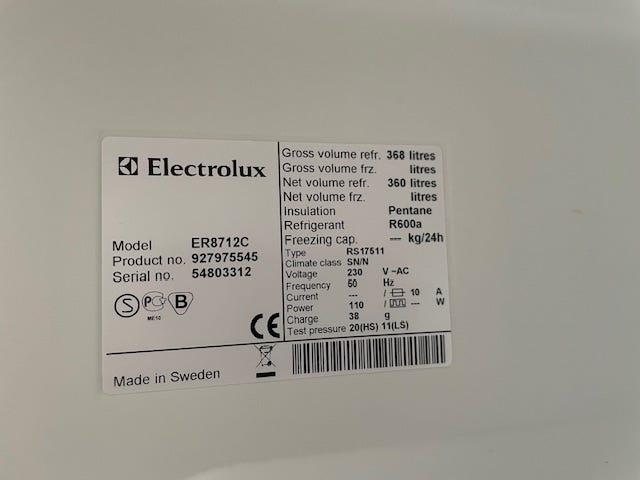 Electrolux
Model ER8712C
Product no. 927975545
Serial no. 54803312
S PG B
ME10
CE
Made in Sweden
Gross volume refr. 368 litres
Gross volume frz. litres
Net volume refr. 360 litres
Net volume frz. litres
Insulation Pentane
Refrigerant R600a
Freezing cap. --- kg/24h
Type RS17511
Climate class SN/N
Voltage 230 V ~AC
Frequency 50 Hz
Current --- / 10 A
Power 110 / --- W
Charge 38 g
Test pressure 20(HS) 11(LS)